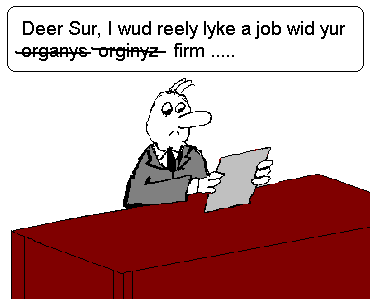 Deer Sur, I wud reely lyke a job wid yur
organys orginyz firm .....